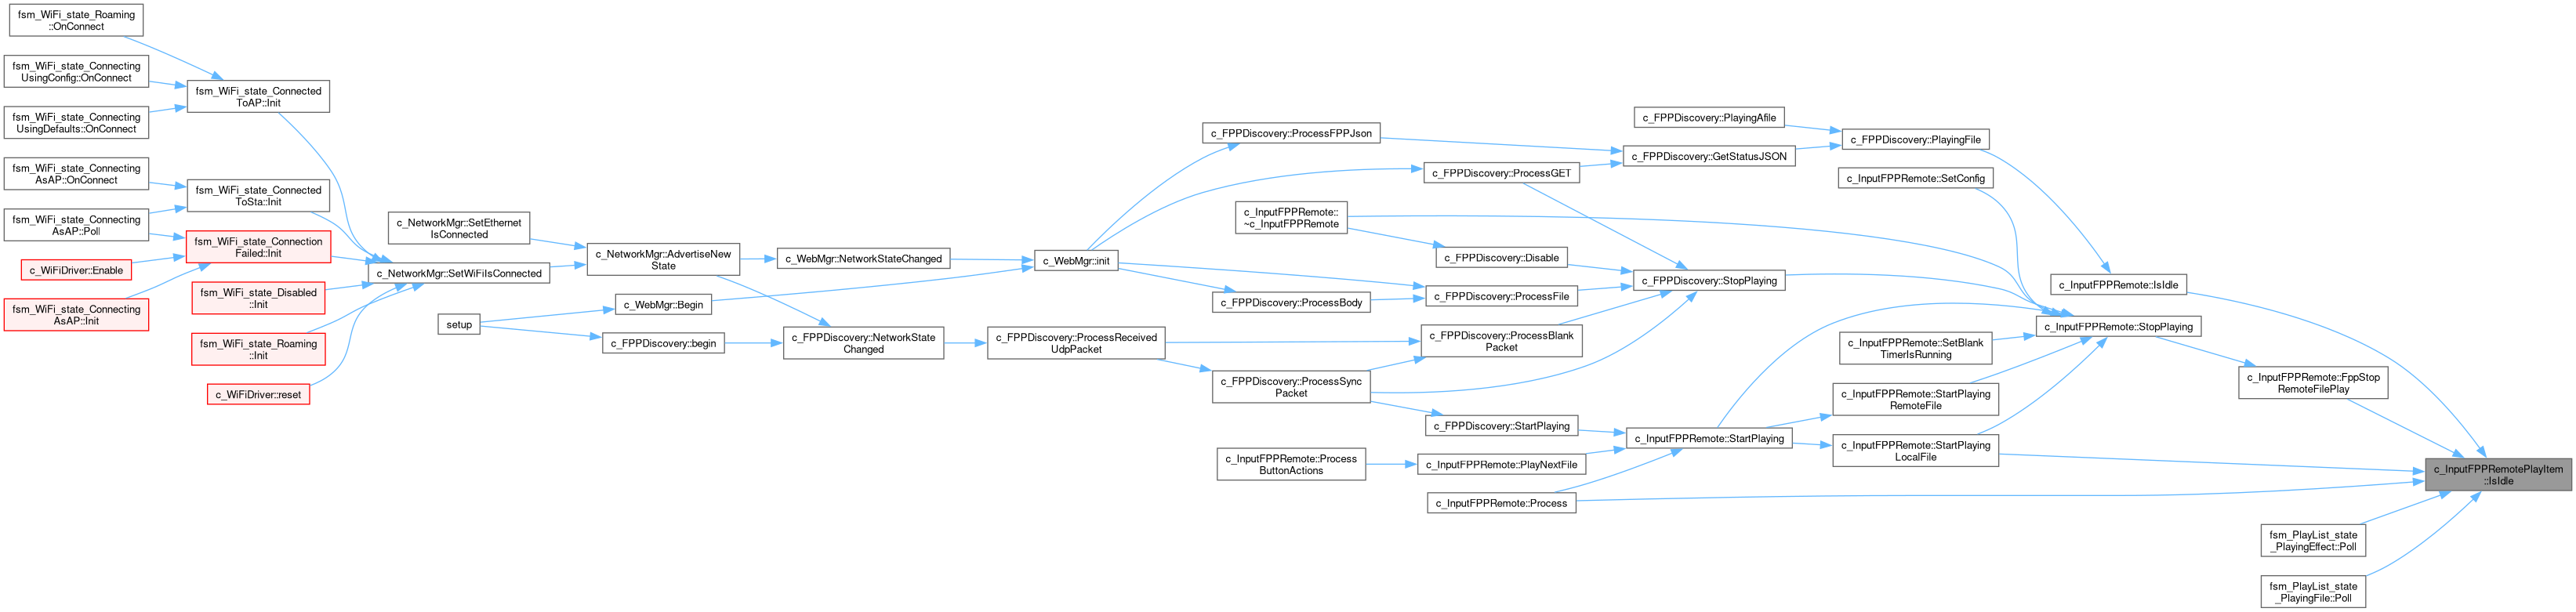 fsm_WiFi_state_Roaming
::OnConnect
fsm_WiFi_state_Connecting
UsingConfig::OnConnect
fsm_WiFi_state_Connecting
UsingDefaults::OnConnect
fsm_WiFi_state_Connecting
AsAP::OnConnect
fsm_WiFi_state_Connecting
AsAP::Poll
c_WiFiDriver::Enable
fsm_WiFi_state_Connecting
AsAP::Init
fsm_WiFi_state_Connected
ToAP::Init
fsm_WiFi_state_Connected
ToSta::Init
fsm_WiFi_state_Connection
Failed::Init
fsm_WiFi_state_Disabled
::Init
fsm_WiFi_state_Roaming
::Init
c_WiFiDriver::reset
c_NetworkMgr::SetEthernet
IsConnected
c_NetworkMgr::SetWiFiIsConnected
setup
c_NetworkMgr::AdvertiseNew
State
c_WebMgr::Begin
c_FPPDiscovery::begin
c_WebMgr::NetworkStateChanged
c_FPPDiscovery::NetworkState
Changed
c_WebMgr::init
c_FPPDiscovery::ProcessReceived
UdpPacket
c_FPPDiscovery::ProcessFPPJson
c_InputFPPRemote::
~c_InputFPPRemote
c_FPPDiscovery::ProcessBody
c_FPPDiscovery::ProcessSync
Packet
c_InputFPPRemote::Process
ButtonActions
c_FPPDiscovery::ProcessGET
c_FPPDiscovery::Disable
c_FPPDiscovery::ProcessFile
c_FPPDiscovery::ProcessBlank
Packet
c_FPPDiscovery::StartPlaying
c_InputFPPRemote::PlayNextFile
c_InputFPPRemote::Process
c_FPPDiscovery::PlayingAfile
c_FPPDiscovery::GetStatusJSON
c_FPPDiscovery::StopPlaying
c_InputFPPRemote::StartPlaying
c_FPPDiscovery::PlayingFile
c_InputFPPRemote::SetConfig
c_InputFPPRemote::SetBlank
TimerIsRunning
c_InputFPPRemote::StartPlaying
RemoteFile
c_InputFPPRemote::StartPlaying
LocalFile
c_InputFPPRemote::IsIdle
c_InputFPPRemote::StopPlaying
c_InputFPPRemote::FppStop
RemoteFilePlay
fsm_PlayList_state
_PlayingEffect::Poll
fsm_PlayList_state
_PlayingFile::Poll
c_InputFPPRemotePlayItem
::IsIdle